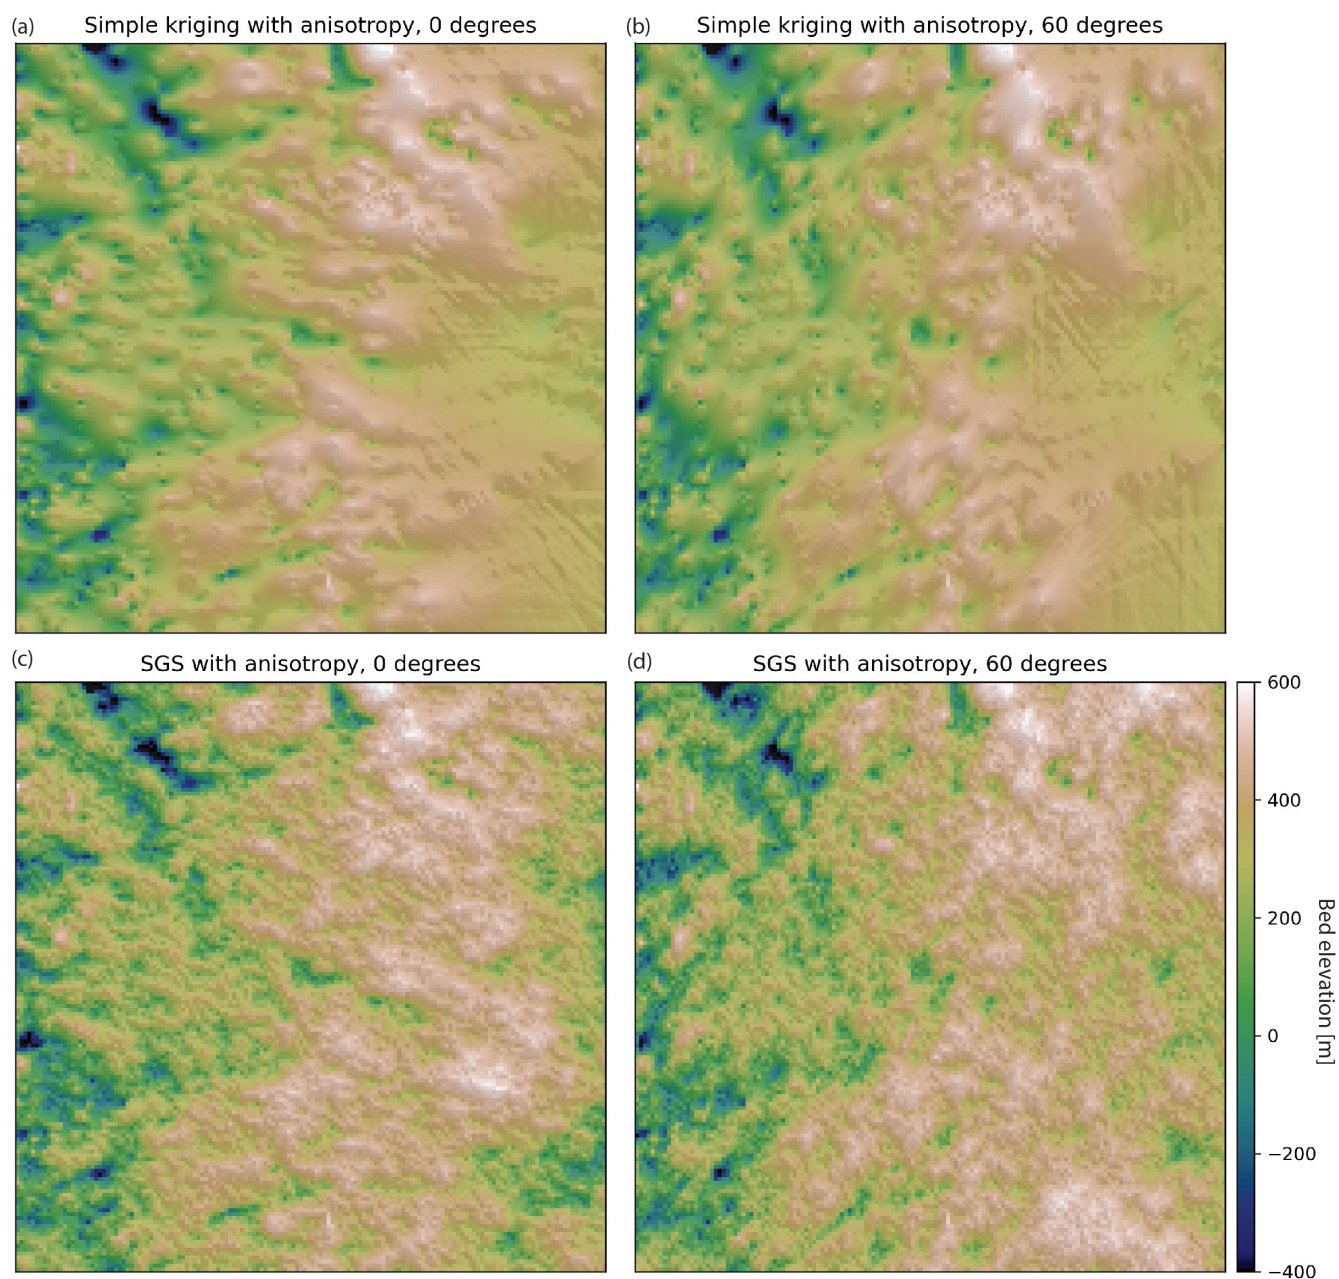 (a) Simple kriging with anisotropy, 0 degrees
(b) Simple kriging with anisotropy, 60 degrees
(c) SGS with anisotropy, 0 degrees
(d) SGS with anisotropy, 60 degrees
600
400
200
0
−200
−400
Bed elevation [m]